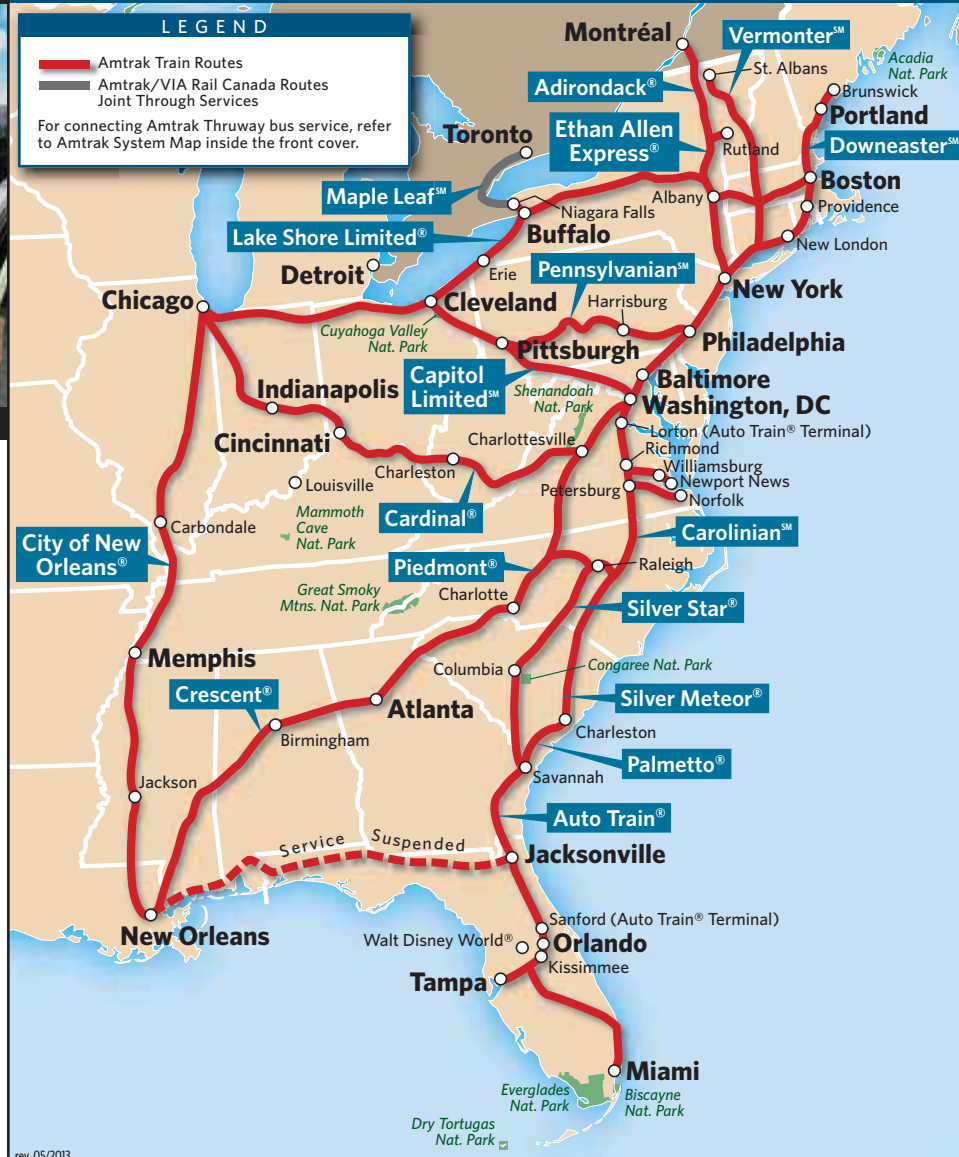 LEGEND
Amtrak Train Routes
Amtrak/VIA Rail Canada Routes
Joint Through Services
For connecting Amtrak Thruway bus service, refer
to Amtrak System Map inside the front cover.
Montréal
Vermonter℠
St. Albans
Acadia
Nat. Park
Adirondack®
Brunswick
Portland
Ethan Allen
Express®
Toronto
Rutland
Downeaster℠
Maple Leaf℠
Albany
Boston
Niagara Falls
Providence
Lake Shore Limited®
Buffalo
New London
Detroit
Erie
Pennsylvanian℠
Chicago
Cleveland
Harrisburg
New York
Cuyahoga Valley
Nat. Park
Pittsburgh
Philadelphia
Capitol
Limited℠
Baltimore
Indianapolis
Shenandoah
Nat. Park
Washington, DC
Cincinnati
Charlottesville
Lorton (Auto Train® Terminal)
Richmond
Charleston
Williamsburg
Newport News
Louisville
Petersburg
Norfolk
Mammoth
Cave
Nat. Park
Cardinal®
Carbondale
Carolinian℠
City of New
Orleans®
Piedmont®
Raleigh
Great Smoky
Mtns. Nat. Park
Charlotte
Silver Star®
Memphis
Columbia
Congaree Nat. Park
Crescent®
Silver Meteor®
Atlanta
Birmingham
Charleston
Palmetto®
Jackson
Savannah
Auto Train®
Service Suspended
Jacksonville
New Orleans
Sanford (Auto Train® Terminal)
Walt Disney World®
Orlando
Kissimmee
Tampa
Miami
Everglades
Nat. Park
Biscayne
Nat. Park
Dry Tortugas
Nat. Park
rev. 05/2013